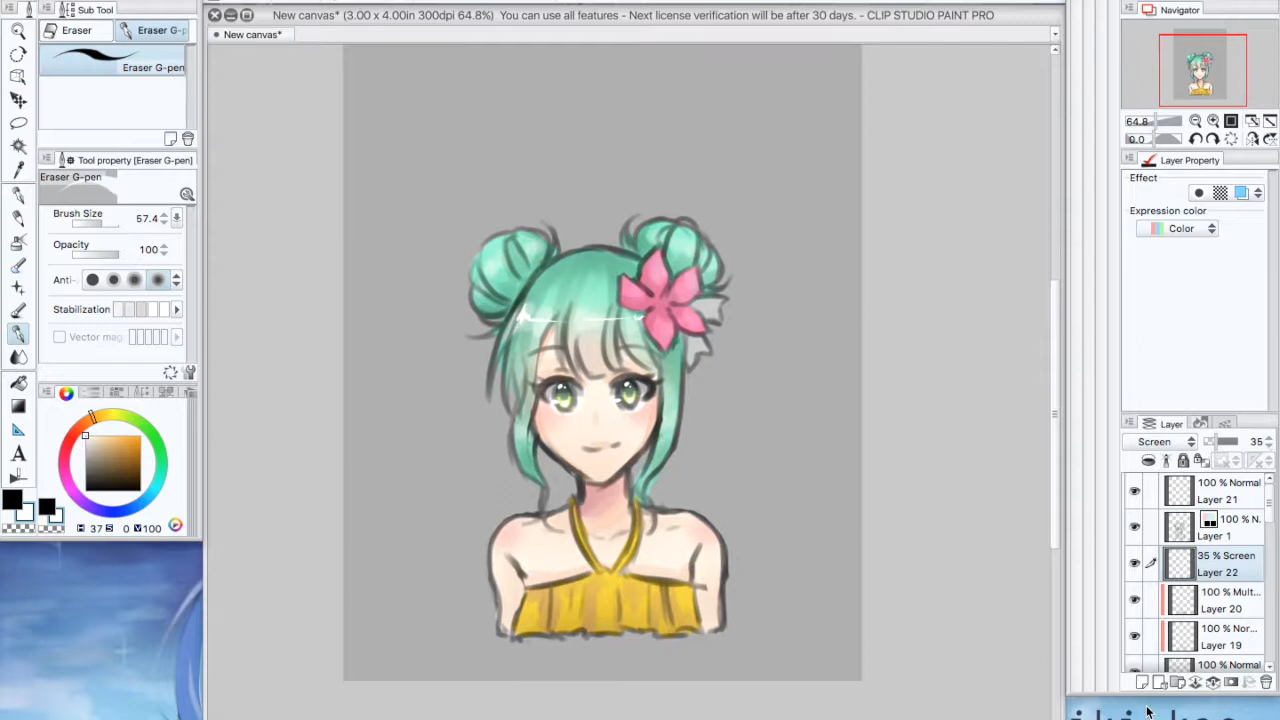 Sub Tool
Eraser
Eraser G-p
Eraser G-pen
Tool property [Eraser G-pen]
Eraser G-pen
Brush Size 57.4
Opacity 100
Anti-
Stabilization
Vector mag
H 37 S 0 V 100
New canvas* (3.00 x 4.00in 300dpi 64.8%) You can use all features - Next license verification will be after 30 days. - CLIP STUDIO PAINT PRO
New canvas*
Navigator
64.8
0.0
Layer Property
Effect
Expression color
Color
Layer
Screen 35
100 % Normal
Layer 21
100 % N.
Layer 1
35 % Screen
Layer 22
100 % Mult...
Layer 20
100 % Nor...
Layer 19
100 % Normal